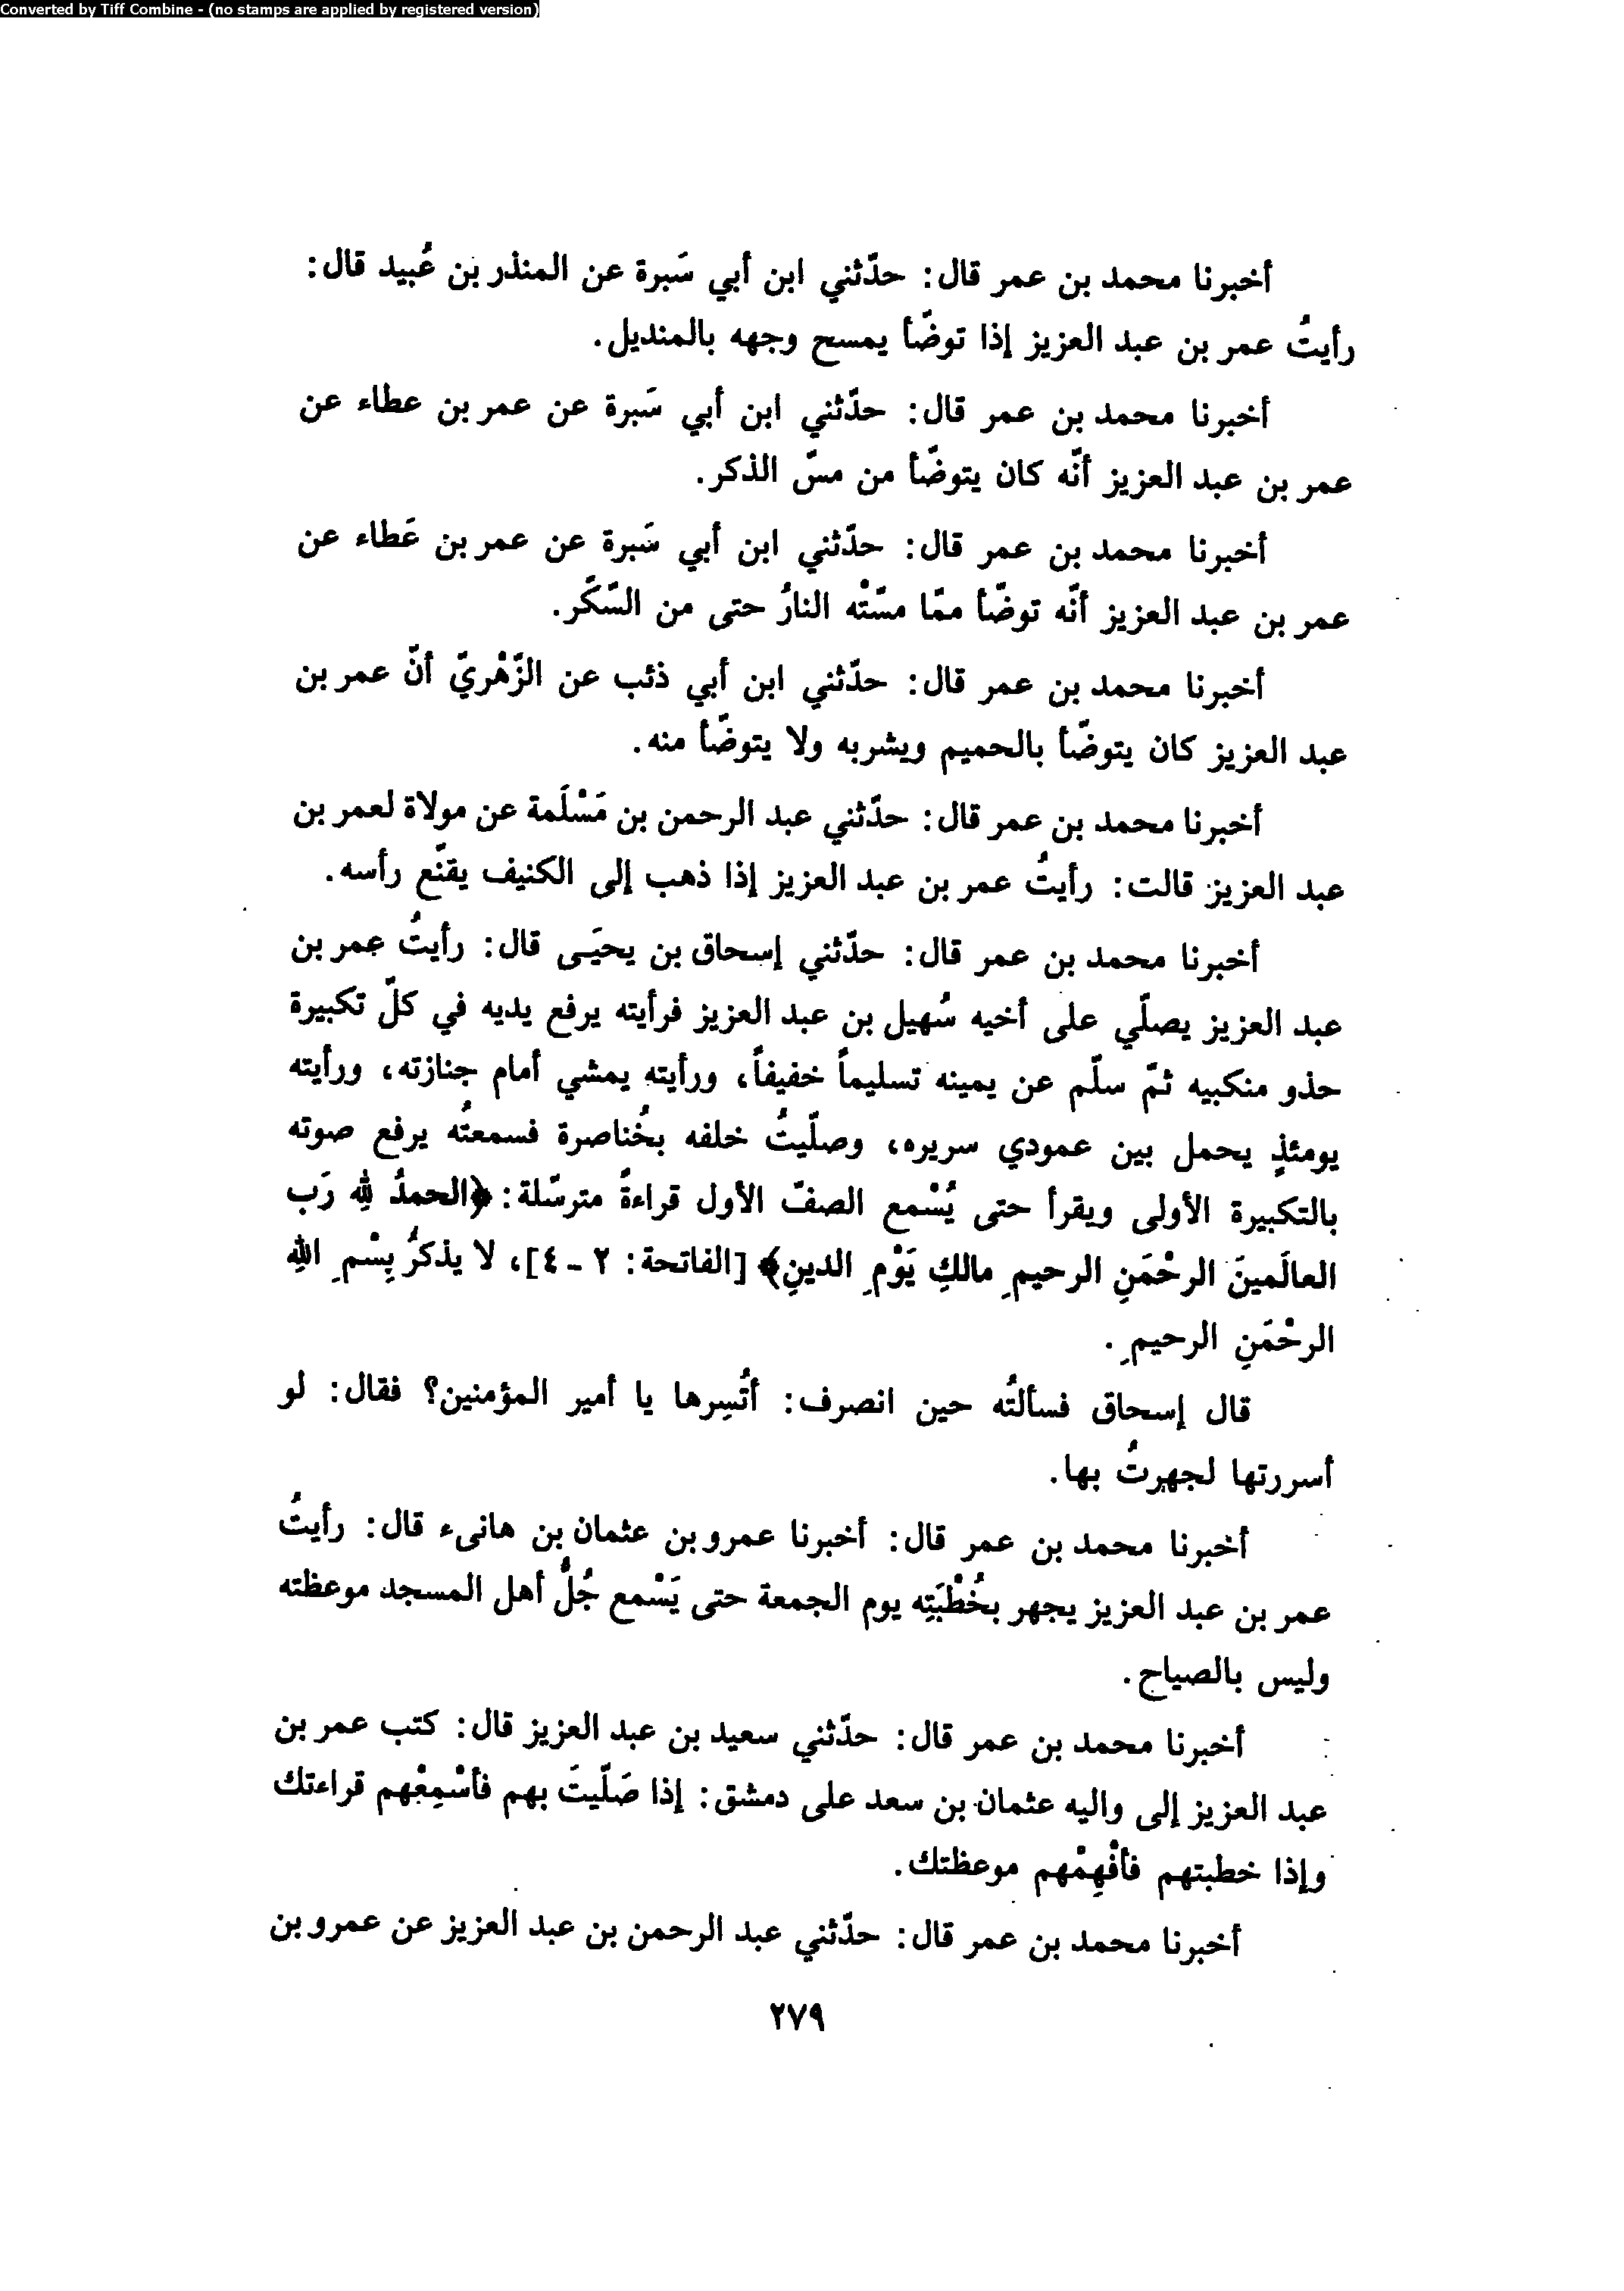 Converted by Tiff Combine - (no stamps are applied by registered version)
أخبرنا محمد بن عمر قال: حدّثني ابن أبي سَبرة عن المنذر بن عُبيد قال:
رأيتُ عمر بن عبد العزيز إذا توضّأ يمسح وجهه بالمنديل.
أخبرنا محمد بن عمر قال: حدّثني ابن أبي سَبرة عن عمر بن عطاء عن
عمر بن عبد العزيز أنّه كان يتوضّأ من مسّ الذكر.
أخبرنا محمد بن عمر قال: حدّثني ابن أبي سَبرة عن عمر بن عَطاء عن
عمر بن عبد العزيز أنّه توضّأ ممّا مسّتْه النارُ حتى من السّكّر.
أخبرنا محمد بن عمر قال: حدّثني ابن أبي ذئب عن الزّهْريّ أنّ عمر بن
عبد العزيز كان يتوضّأ بالحميم ويشربه ولا يتوضّأ منه.
أخبرنا محمد بن عمر قال: حدّثني عبد الرحمن بن مَسْلَمة عن مولاة لعمر بن
عبد العزيز قالت: رأيتُ عمر بن عبد العزيز إذا ذهب إلى الكنيف يقنّع رأسه.
أخبرنا محمد بن عمر قال: حدّثني إسحاق بن يحيَى قال: رأيتُ عمر بن
عبد العزيز يصلّي على أخيه سُهيل بن عبد العزيز فرأيته يرفع يديه في كلّ تكبيرة
حذو منكبيه ثمّ سلّم عن يمينه تسليماً خفيفاً، ورأيته يمشي أمام جنازته، ورأيته
يومئذٍ يحمل بين عمودي سريره، وصلّيتُ خلفه بخُناصرة فسمعتُه يرفع صوته
بالتكبيرة الأولى ويقرأ حتى يُسْمع الصفّ الأول قراءةً مترسّلة: ﴿الحمدُ لِلهِ رَب
العالَمينَ الرحْمَنِ الرحيمِ مالكِ يَوْمِ الدينِ﴾ [الفاتحة: ٢ - ٤]، لا يذكرُ بِسْمِ اللهِ
الرحْمَنِ الرحيمِ.
قال إسحاق فسألتُه حين انصرف: أتُسِرها يا أمير المؤمنين؟ فقال: لو
أسررتها لجهرتُ بها.
أخبرنا محمد بن عمر قال: أخبرنا عمرو بن عثمان بن هانىء قال: رأيتُ
عمر بن عبد العزيز يجهر بخُطْبَتِه يوم الجمعة حتى يَسْمع جُلُّ أهل المسجد موعظته
وليس بالصياح.
أخبرنا محمد بن عمر قال: حدّثني سعيد بن عبد العزيز قال: كتب عمر بن
عبد العزيز إلى واليه عثمان بن سعد على دمشق: إذا صَلّيتَ بهم فأسْمِعْهم قراءتك
وإذا خطبتهم فأفْهِمْهم موعظتك.
أخبرنا محمد بن عمر قال: حدّثني عبد الرحمن بن عبد العزيز عن عمرو بن
٢٧٩